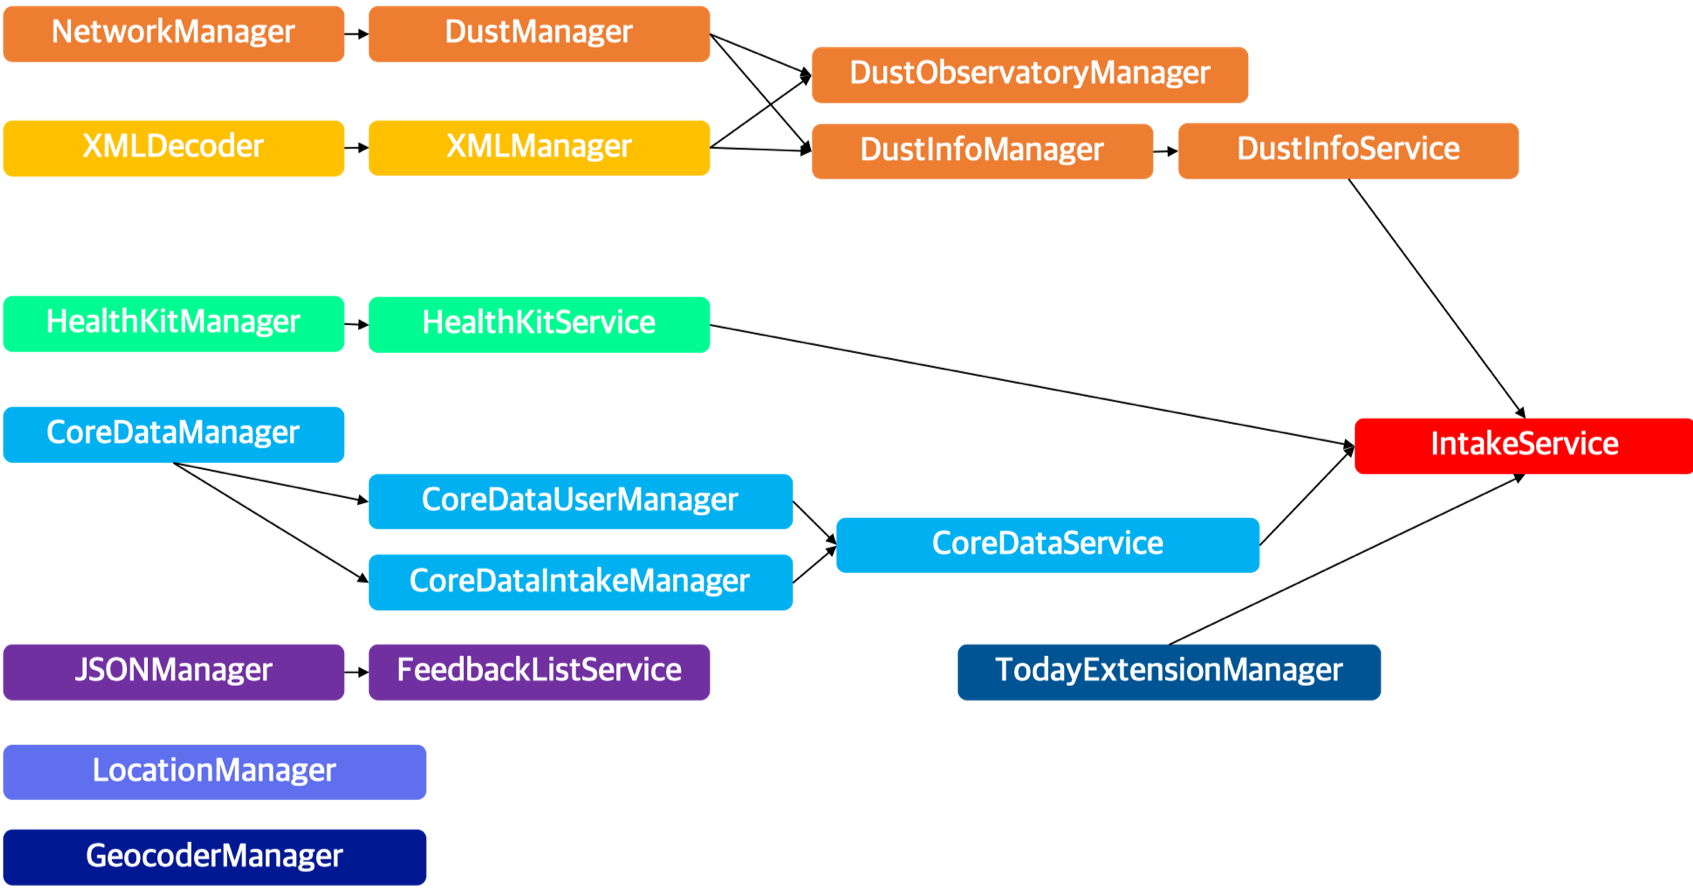 NetworkManager
DustManager
DustObservatoryManager
XMLDecoder
XMLManager
DustInfoManager
DustInfoService
HealthKitManager
HealthKitService
CoreDataManager
IntakeService
CoreDataUserManager
CoreDataService
CoreDataIntakeManager
JSONManager
FeedbackListService
TodayExtensionManager
LocationManager
GeocoderManager